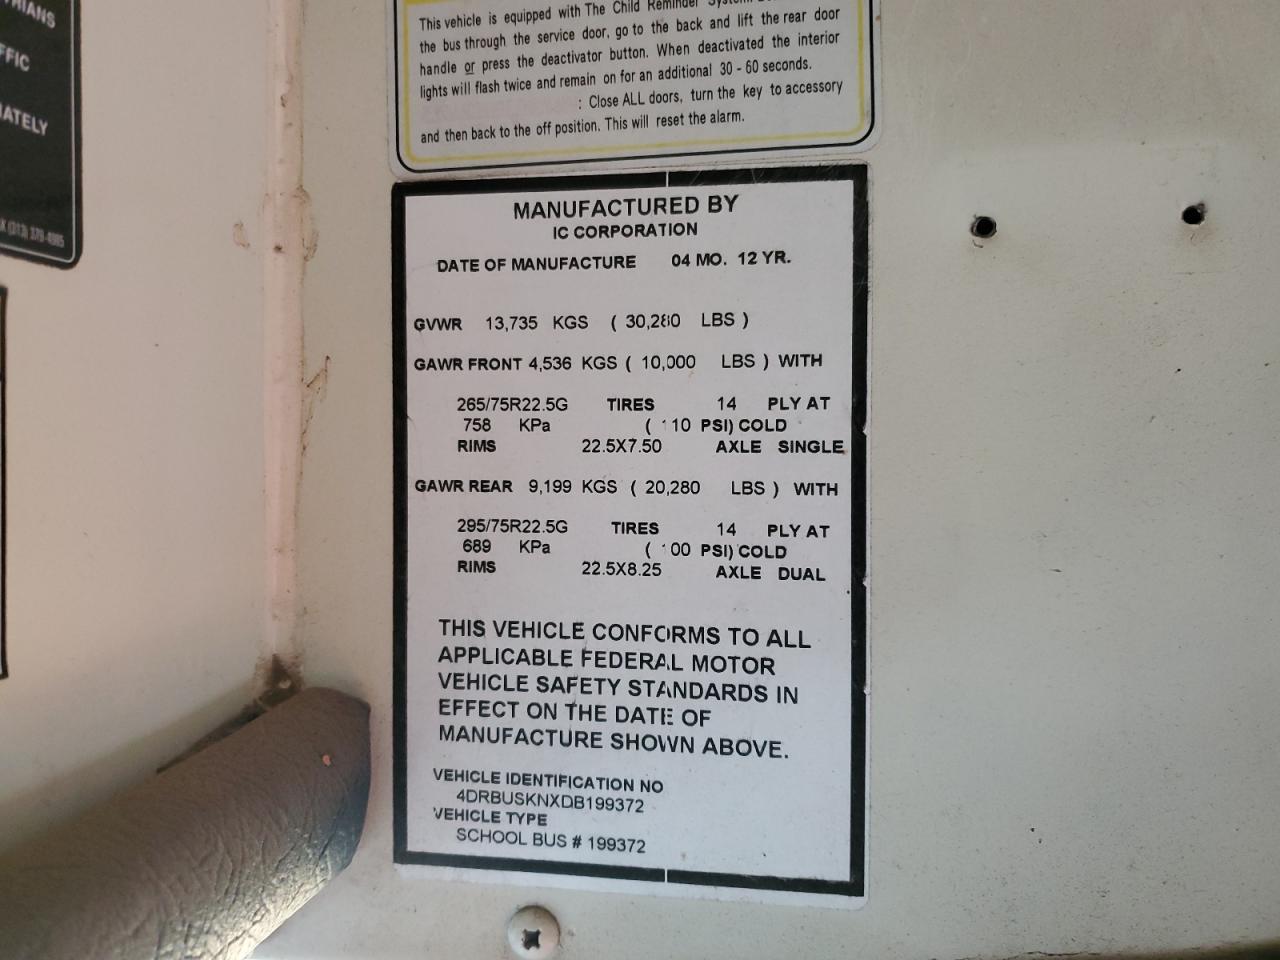 HIANS
FFIC
IATELY
X (313) 379-4985
This vehicle is equipped with The Child Reminder System.
the bus through the service door, go to the back and lift the rear door
handle or press the deactivator button. When deactivated the interior
lights will flash twice and remain on for an additional 30 - 60 seconds.
: Close ALL doors, turn the key to accessory
and then back to the off position. This will reset the alarm.
MANUFACTURED BY
IC CORPORATION
DATE OF MANUFACTURE 04 MO. 12 YR.
GVWR 13,735 KGS ( 30,280 LBS )
GAWR FRONT 4,536 KGS ( 10,000 LBS ) WITH
265/75R22.5G TIRES 14 PLY AT
758 KPa ( 110 PSI) COLD
RIMS 22.5X7.50 AXLE SINGLE
GAWR REAR 9,199 KGS ( 20,280 LBS ) WITH
295/75R22.5G TIRES 14 PLY AT
689 KPa ( 100 PSI) COLD
RIMS 22.5X8.25 AXLE DUAL
THIS VEHICLE CONFORMS TO ALL
APPLICABLE FEDERAL MOTOR
VEHICLE SAFETY STANDARDS IN
EFFECT ON THE DATE OF
MANUFACTURE SHOWN ABOVE.
VEHICLE IDENTIFICATION NO
4DRBUSKNXDB199372
VEHICLE TYPE
SCHOOL BUS # 199372